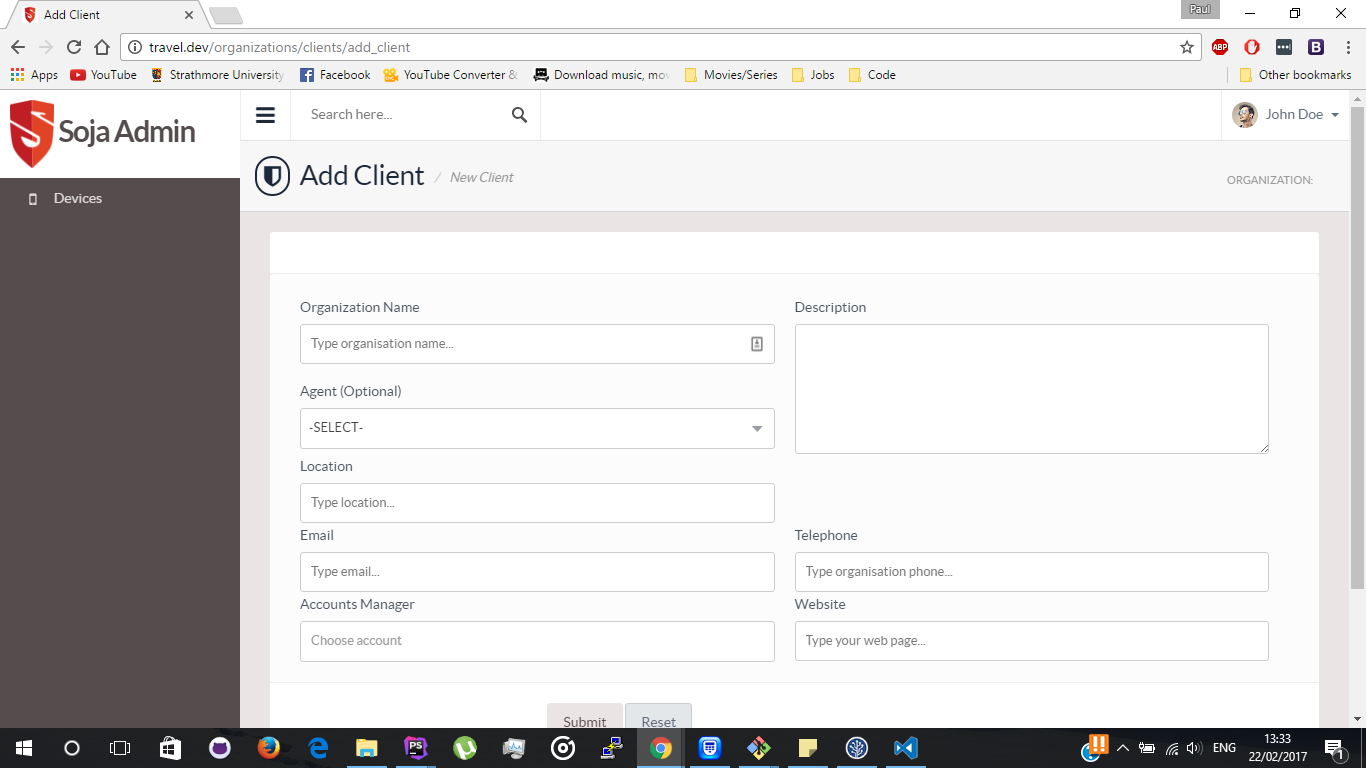 Add Client
Paul
travel.dev/organizations/clients/add_client
ABP
B
Apps
YouTube
Strathmore University
Facebook
YouTube Converter &
Download music, mov
Movies/Series
Jobs
Code
Other bookmarks
Soja Admin
Search here...
John Doe
Devices
Add Client / New Client
ORGANIZATION:
Organization Name
Description
Type organisation name...
Agent (Optional)
-SELECT-
Location
Type location...
Email
Telephone
Type email...
Type organisation phone...
Accounts Manager
Website
Choose account
Type your web page...
Submit
Reset
PS
ENG
13:33
22/02/2017
1